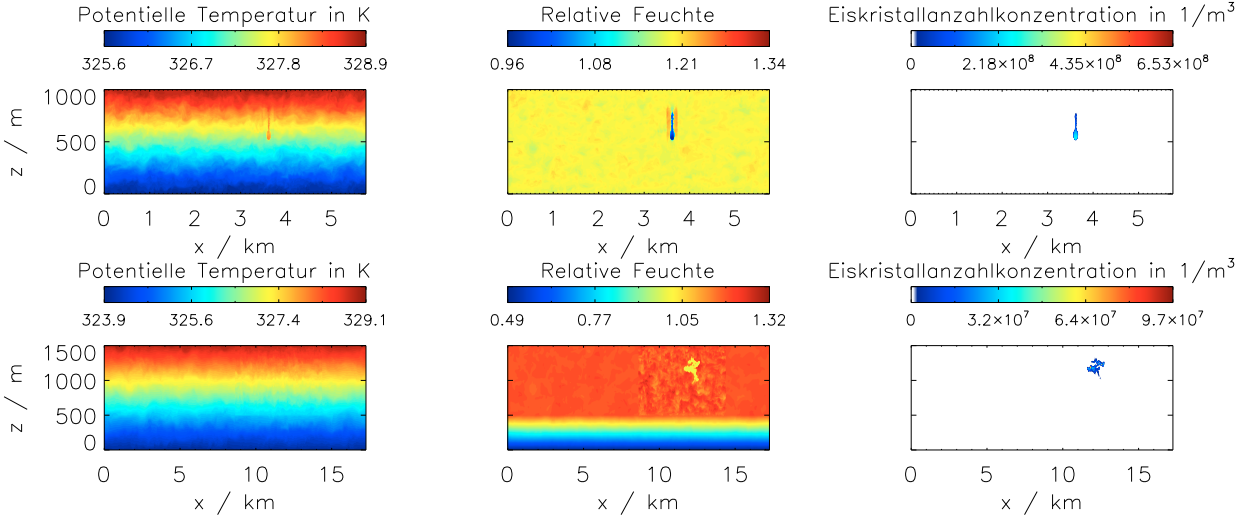 Potentielle Temperatur in K Relative Feuchte Eiskristallanzahlkonzentration in 1/m³
325.6 326.7 327.8 328.9 0.96 1.08 1.21 1.34 0 2.18×10⁸ 4.35×10⁸ 6.53×10⁸
1000
500
0
z / m
0 1 2 3 4 5 0 1 2 3 4 5 0 1 2 3 4 5
x / km x / km x / km
Potentielle Temperatur in K Relative Feuchte Eiskristallanzahlkonzentration in 1/m³
323.9 325.6 327.4 329.1 0.49 0.77 1.05 1.32 0 3.2×10⁷ 6.4×10⁷ 9.7×10⁷
1500
1000
500
0
z / m
0 5 10 15 0 5 10 15 0 5 10 15
x / km x / km x / km